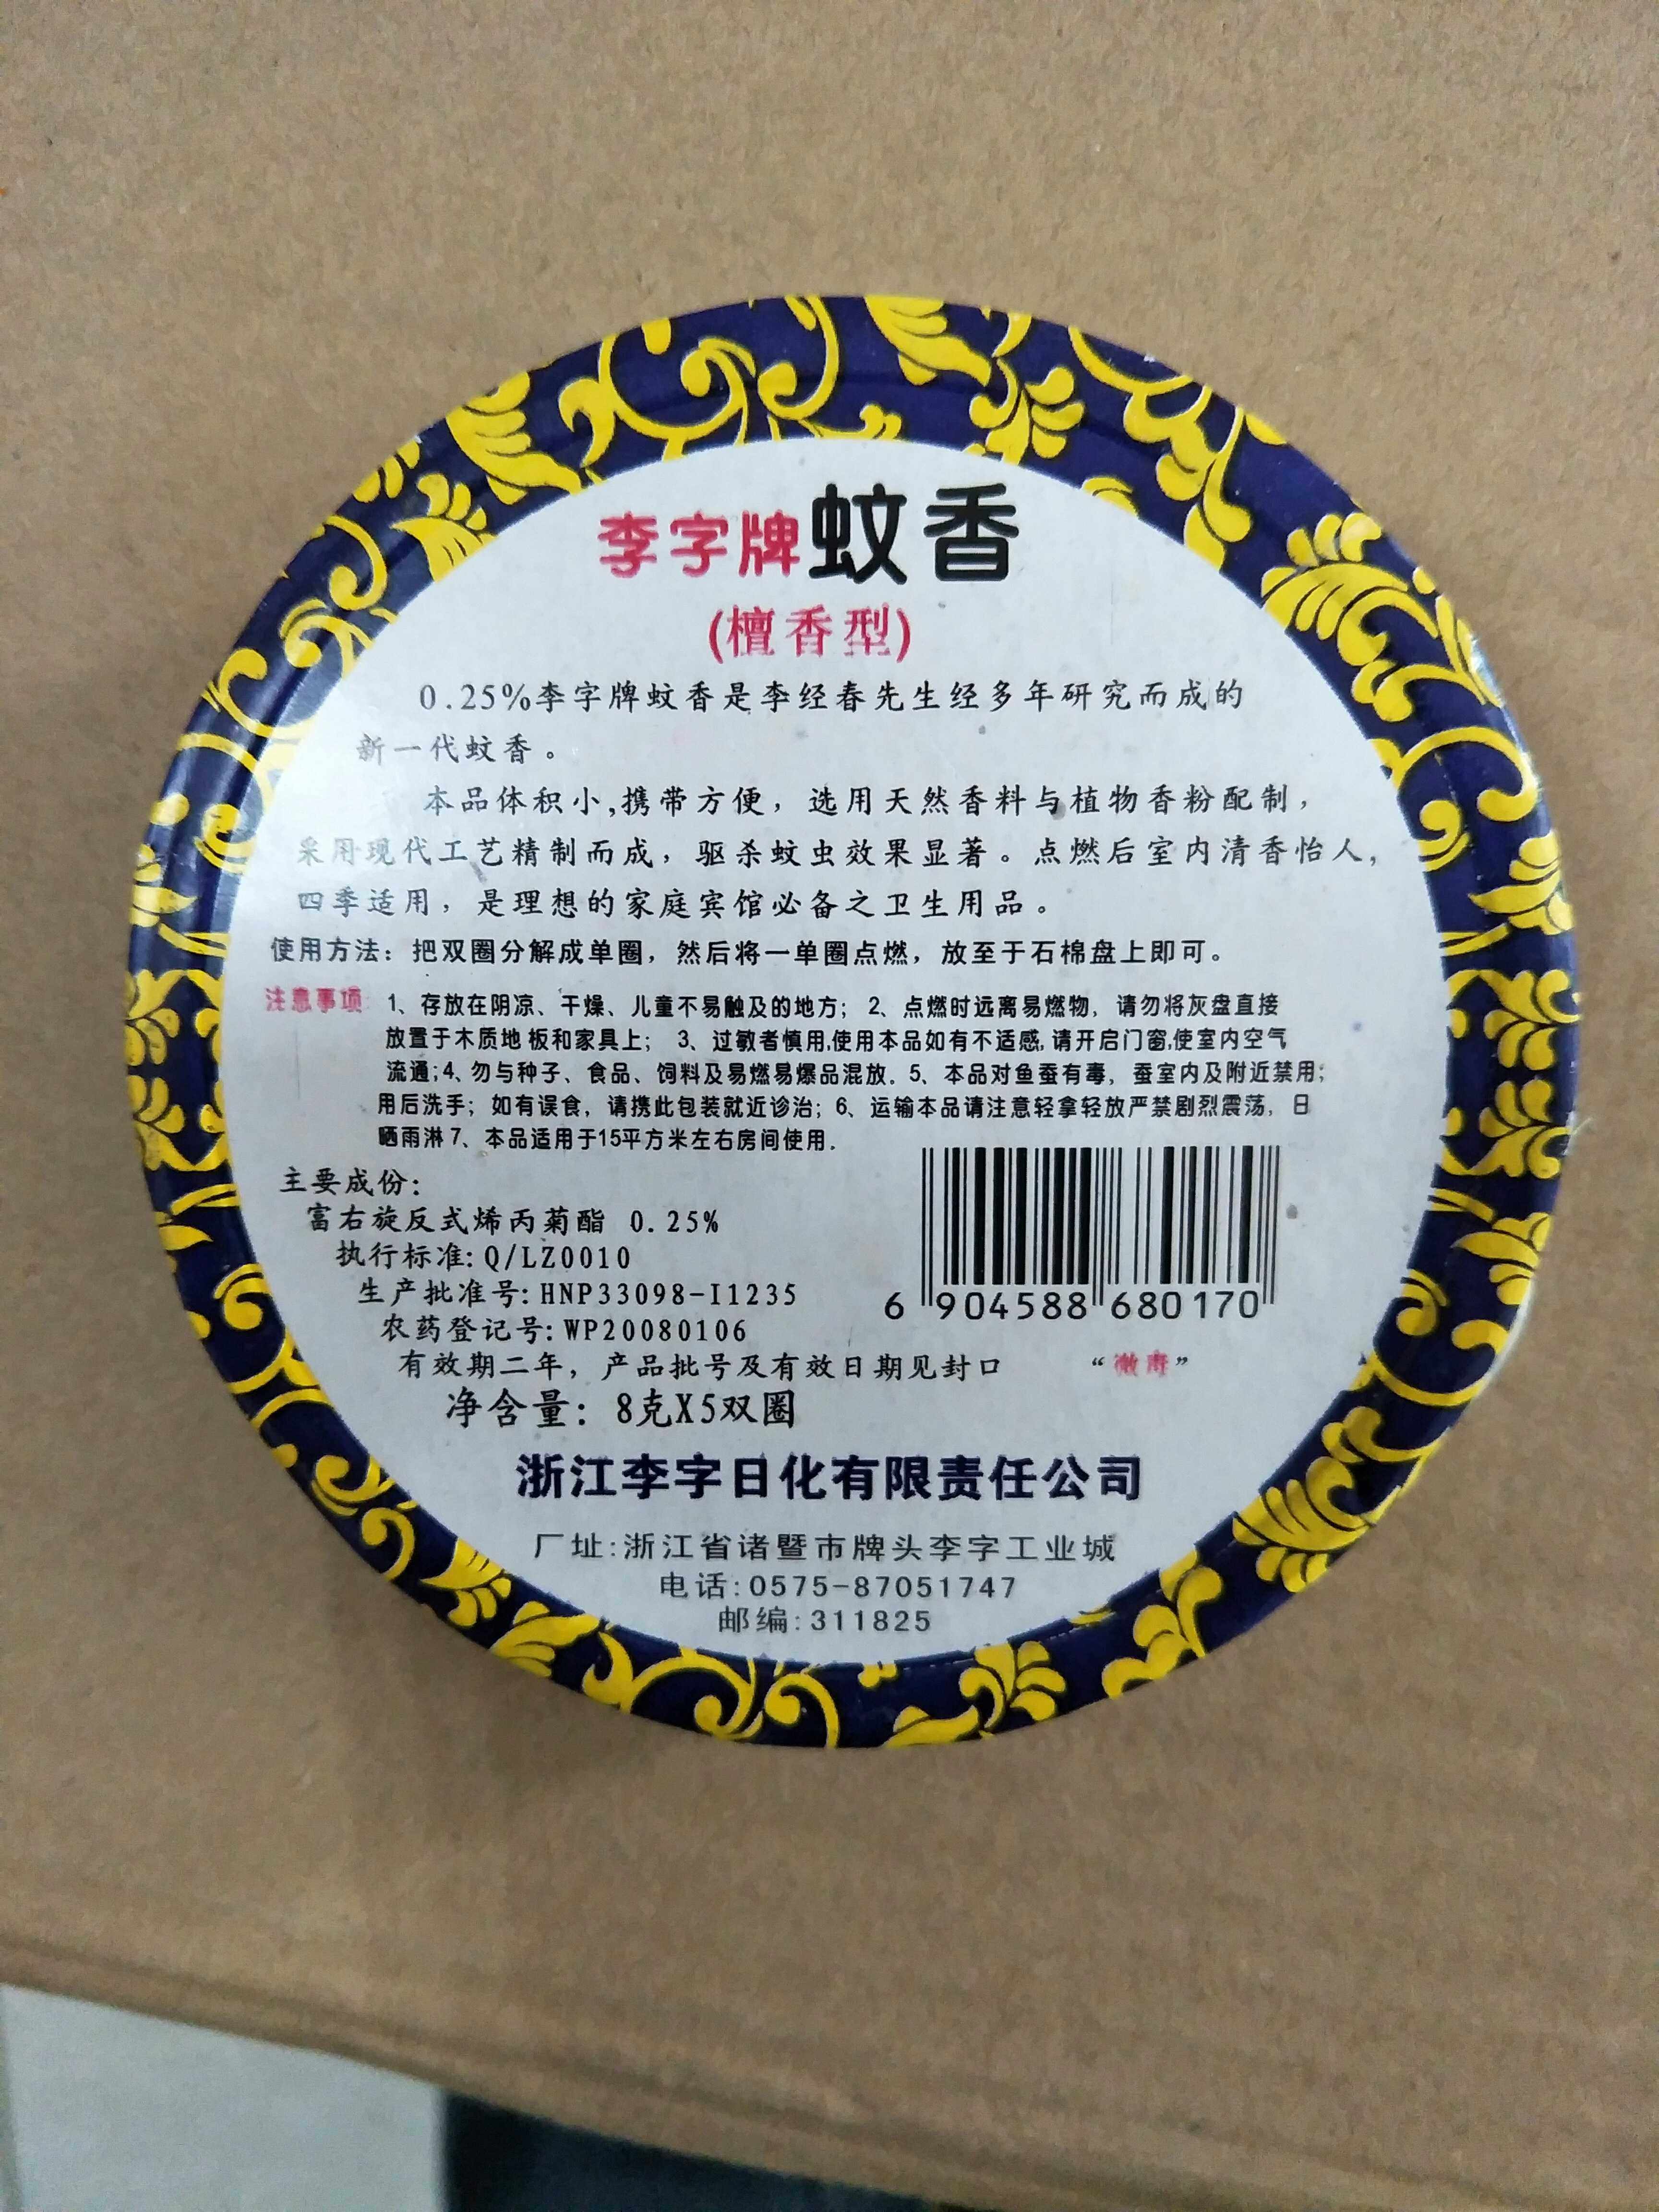 李字牌蚊香
(檀香型)
0.25%李字牌蚊香是李经春先生经多年研究而成的
新一代蚊香。
本品体积小,携带方便，选用天然香料与植物香粉配制，
采用现代工艺精制而成，驱杀蚊虫效果显著。点燃后室内清香怡人，
四季适用，是理想的家庭宾馆必备之卫生用品。
使用方法：把双圈分解成单圈，然后将一单圈点燃，放至于石棉盘上即可。
注意事项 1、存放在阴凉、干燥、儿童不易触及的地方； 2、点燃时远离易燃物，请勿将灰盘直接
放置于木质地 板和家具上； 3、过敏者慎用,使用本品如有不适感,请开启门窗,使室内空气
流通;4、勿与种子、食品、饲料及易燃易爆品混放. 5、本品对鱼蚕有毒，蚕室内及附近禁用;
用后洗手；如有误食，请携此包装就近诊治；6、运输本品请注意轻拿轻放严禁剧烈震荡，日
晒雨淋 7、本品适用于15平方米左右房间使用.
主要成份：
富右旋反式烯丙菊酯 0.25%
执行标准: Q/LZ0010
生产批准号: HNP33098-I1235
农药登记号: WP20080106
有效期二年，产品批号及有效日期见封口 “微毒”
6 904588 680170
净含量：8克X5双圈
浙江李字日化有限责任公司
厂址:浙江省诸暨市牌头李字工业城
电话:0575-87051747
邮编:311825